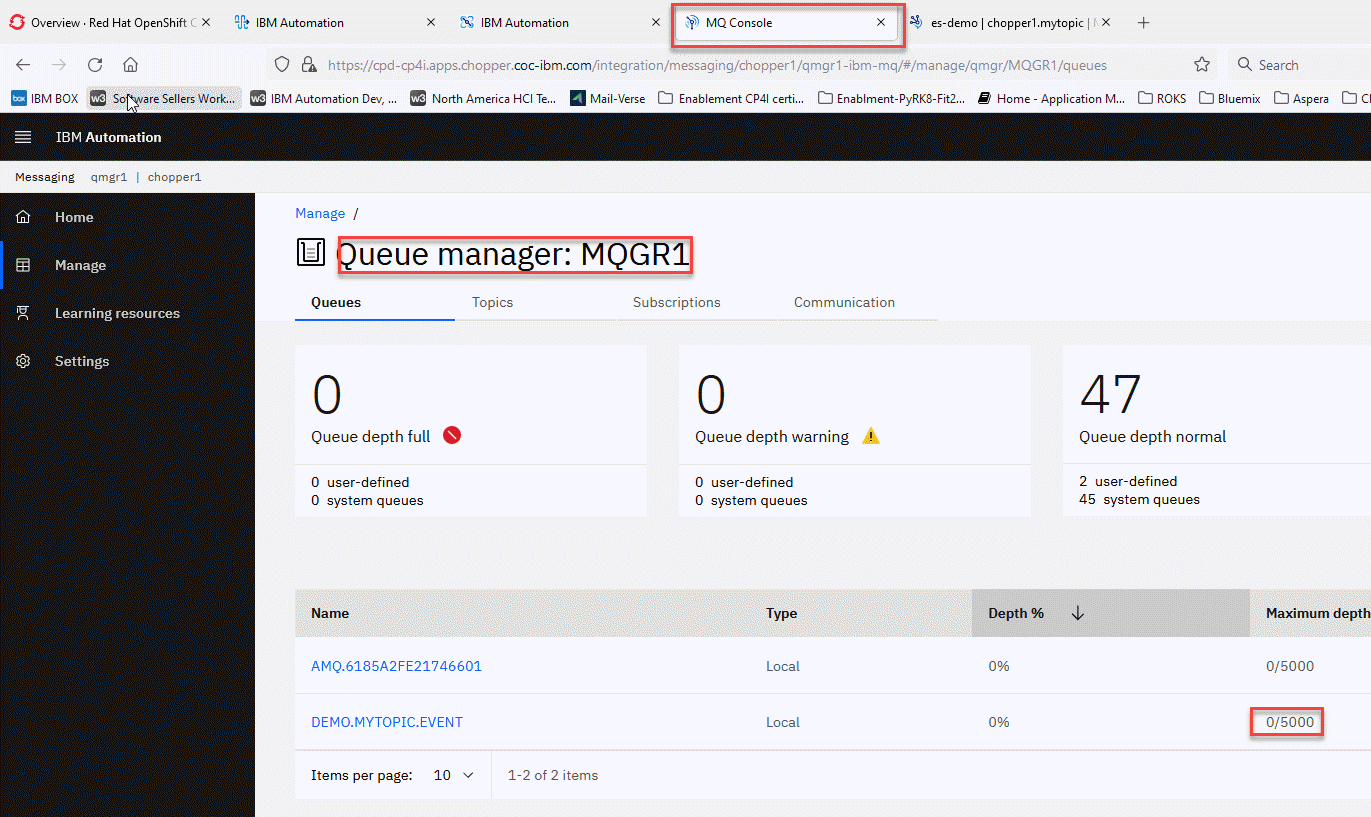 Overview · Red Hat OpenShift C
IBM Automation
IBM Automation
MQ Console
es-demo | chopper1.mytopic |
https://cpd-cp4i.apps.chopper.coc-ibm.com/integration/messaging/chopper1/qmgr1-ibm-mq/#/manage/qmgr/MQGR1/queues
Search
box IBM BOX
w3 Software Sellers Work...
w3 IBM Automation Dev, ...
w3 North America HCI Te...
Mail-Verse
Enablement CP4I certi...
Enablment-PyRK8-Fit2...
Home - Application M...
ROKS
Bluemix
Aspera
IBM Automation
Messaging qmgr1 | chopper1
Home
Manage
Learning resources
Settings
Manage /
Queue manager: MQGR1
Queues Topics Subscriptions Communication
0
Queue depth full
0 user-defined
0 system queues
0
Queue depth warning
0 user-defined
0 system queues
47
Queue depth normal
2 user-defined
45 system queues
Name Type Depth % Maximum depth
AMQ.6185A2FE21746601 Local 0% 0/5000
DEMO.MYTOPIC.EVENT Local 0% 0/5000
Items per page: 10 1-2 of 2 items